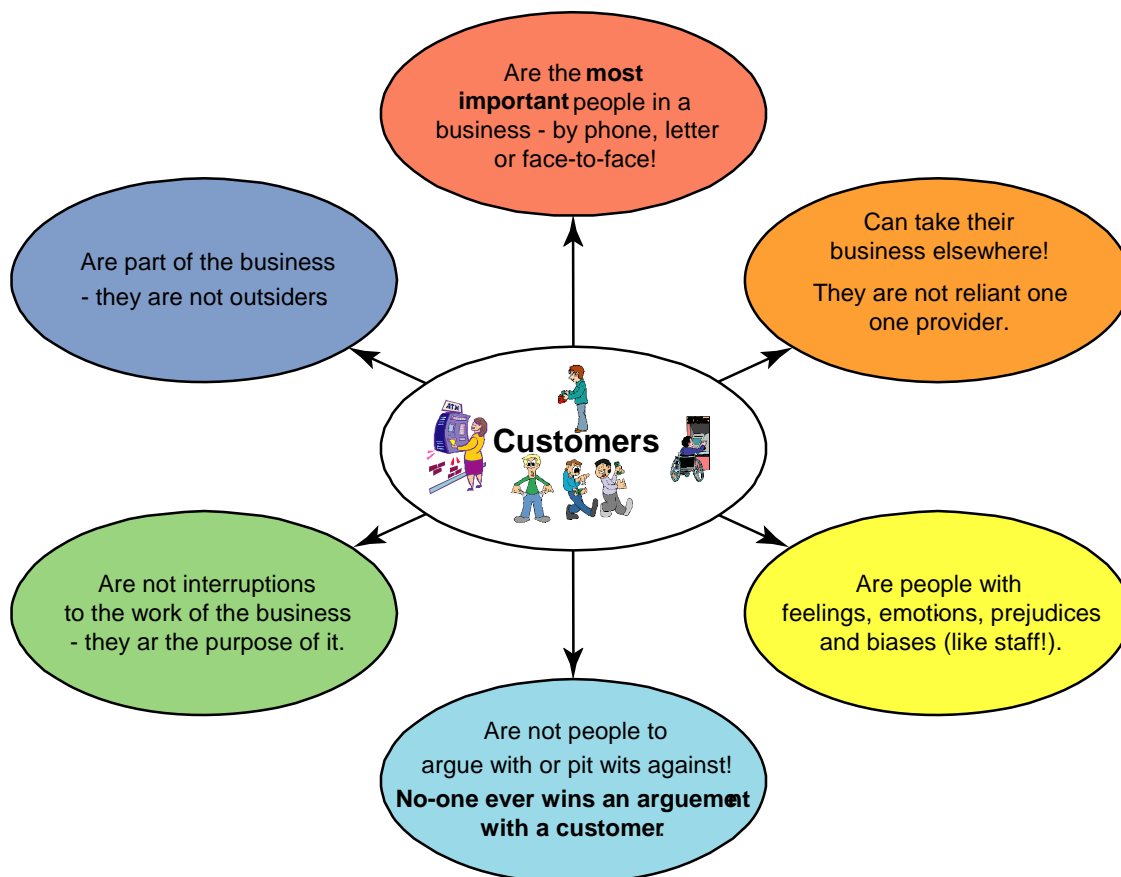 Are the most
important people in a
business - by phone, letter
or face-to-face!
Are part of the business
- they are not outsiders
Can take their
business elsewhere!
They are not reliant one
one provider.
ATM
Customers
Are not interruptions
to the work of the business
- they ar the purpose of it.
Are people with
feelings, emotions, prejudices
and biases (like staff!).
Are not people to
argue with or pit wits against!
No-one ever wins an arguement
with a customer.